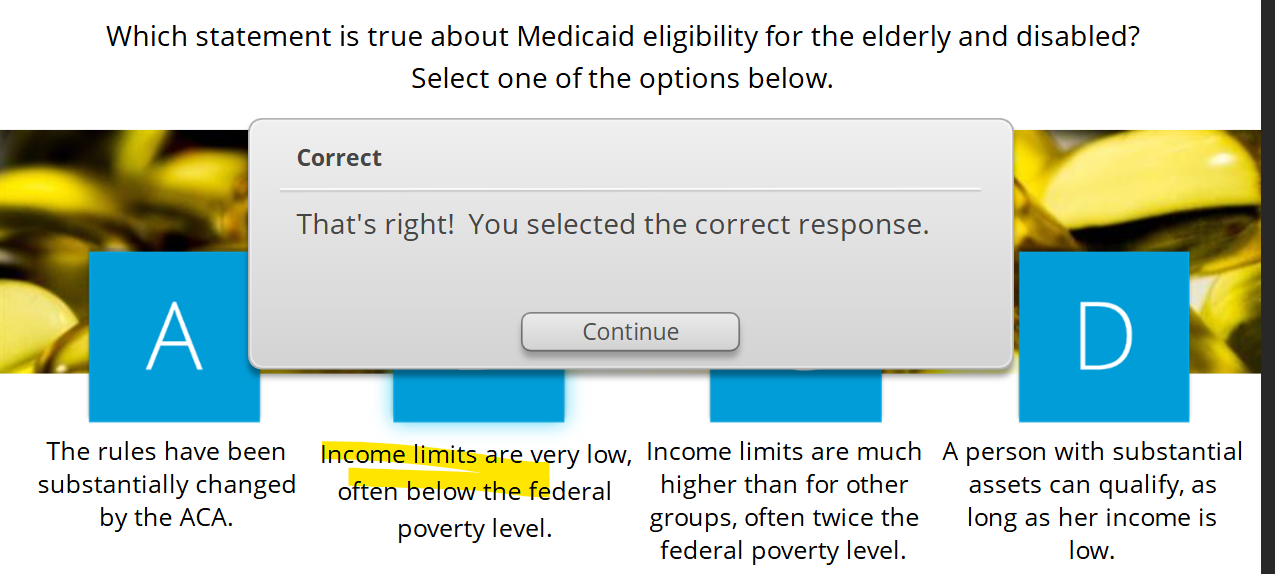 Which statement is true about Medicaid eligibility for the elderly and disabled?
Select one of the options below.
Correct
That's right!  You selected the correct response.
Continue
A
D
The rules have been
substantially changed
by the ACA.
Income limits are very low,
often below the federal
poverty level.
Income limits are much
higher than for other
groups, often twice the
federal poverty level.
A person with substantial
assets can qualify, as
long as her income is
low.